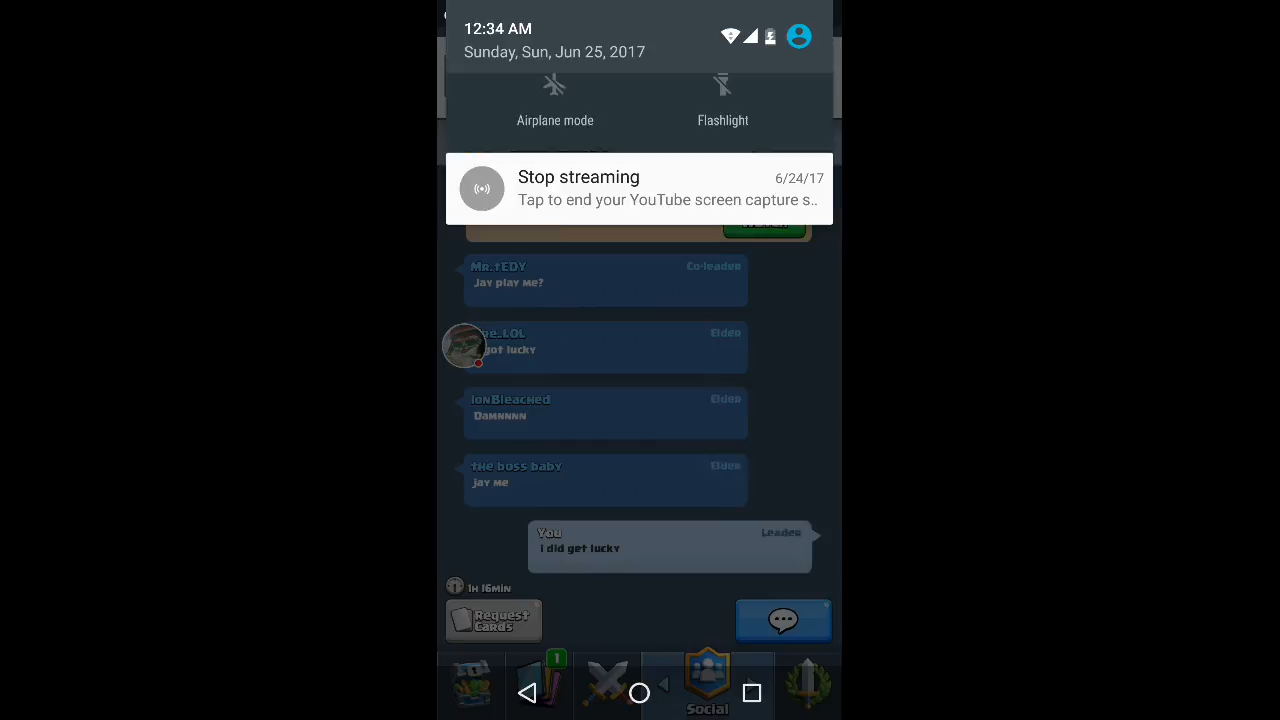 12:34 AM
Sunday, Sun, Jun 25, 2017
Airplane mode
Flashlight
Stop streaming
6/24/17
Tap to end your YouTube screen capture s..
Mr.tEDY
Co-leader
Jay play me?
e_LOL
Elder
got lucky
ionBleached
Elder
Damnnnn
the boss baby
Elder
jay me
You
Leader
i did get lucky
1h 16min
Request
Cards
1
Social